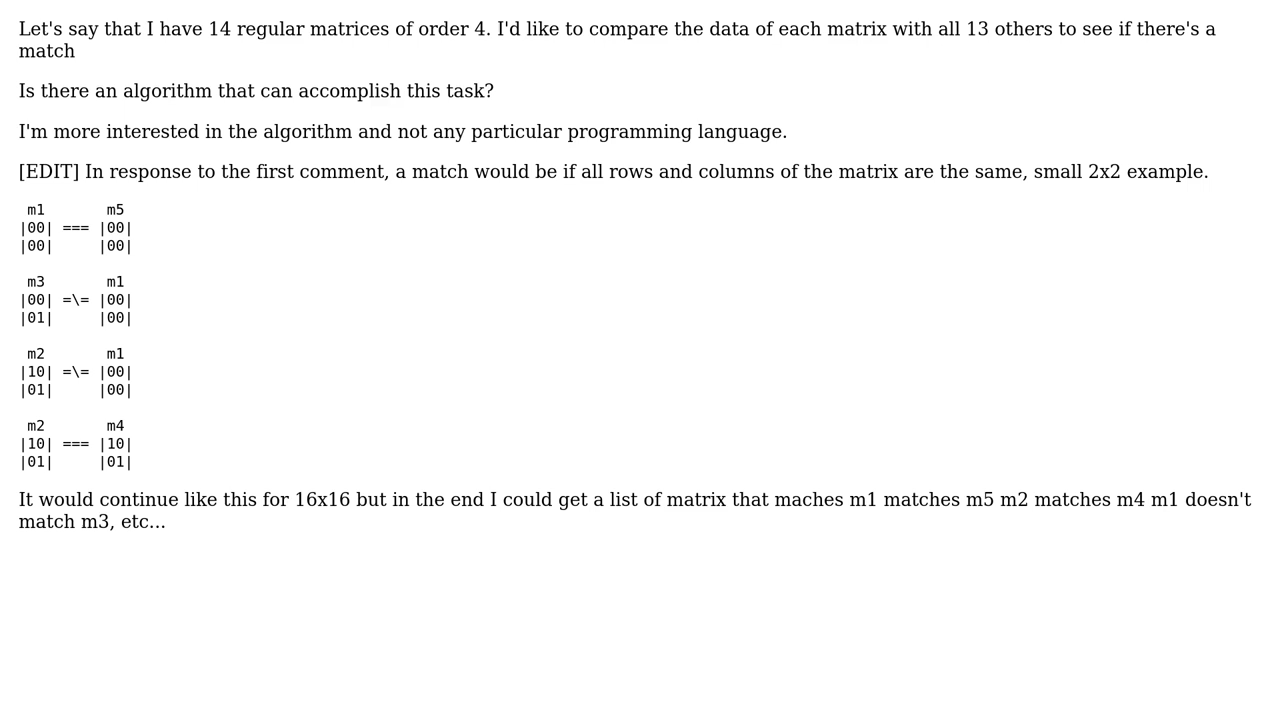 Let's say that I have 14 regular matrices of order 4. I'd like to compare the data of each matrix with all 13 others to see if there's a
match
Is there an algorithm that can accomplish this task?
I'm more interested in the algorithm and not any particular programming language.
[EDIT] In response to the first comment, a match would be if all rows and columns of the matrix are the same, small 2x2 example.
 m1       m5
|00| === |00|
|00|     |00|
 m3       m1
|00| =\= |00|
|01|     |00|
 m2       m1
|10| =\= |00|
|01|     |00|
 m2       m4
|10| === |10|
|01|     |01|
It would continue like this for 16x16 but in the end I could get a list of matrix that maches m1 matches m5 m2 matches m4 m1 doesn't
match m3, etc...